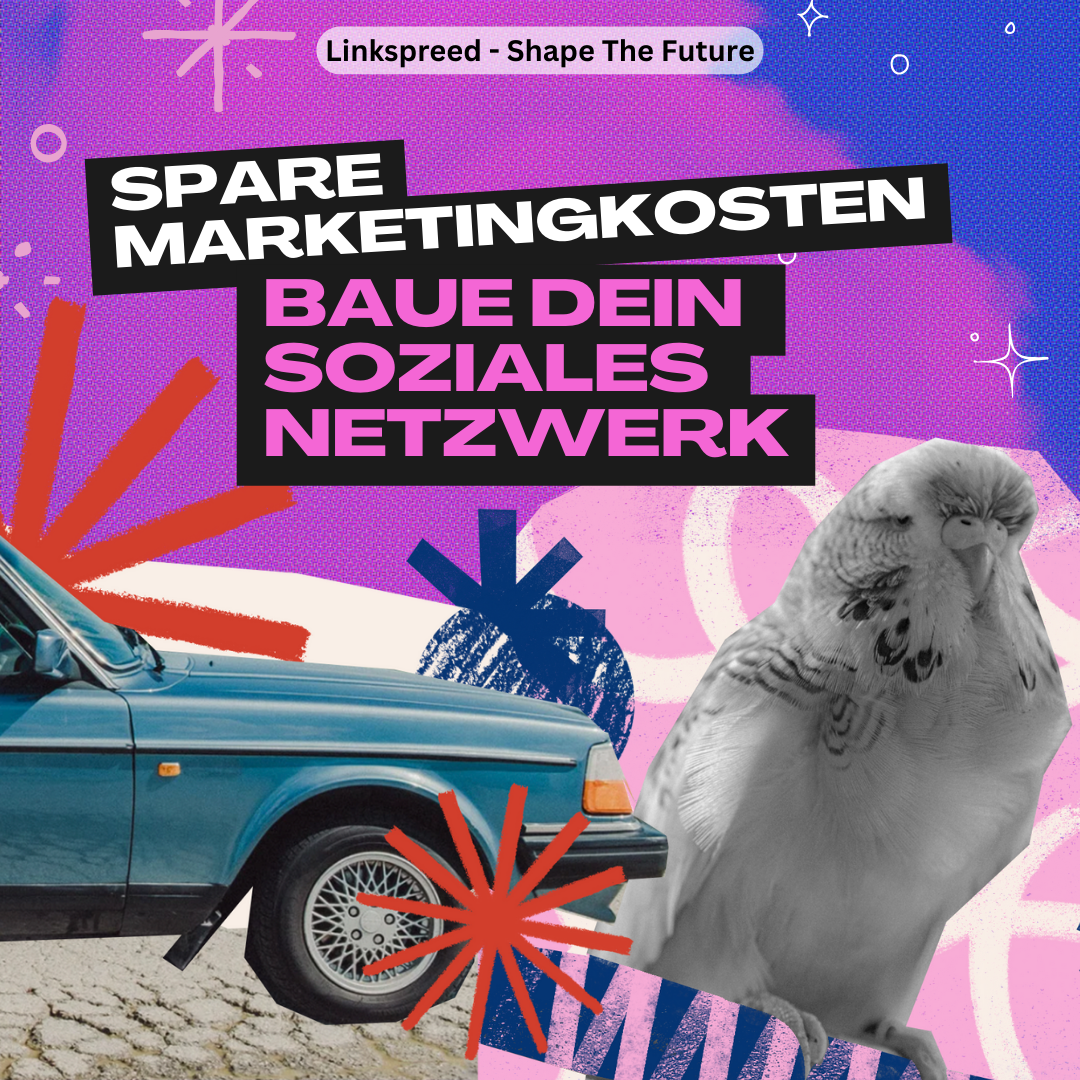 Linkspreed - Shape The Future
SPARE
MARKETINGKOSTEN
BAUE DEIN
SOZIALES
NETZWERK